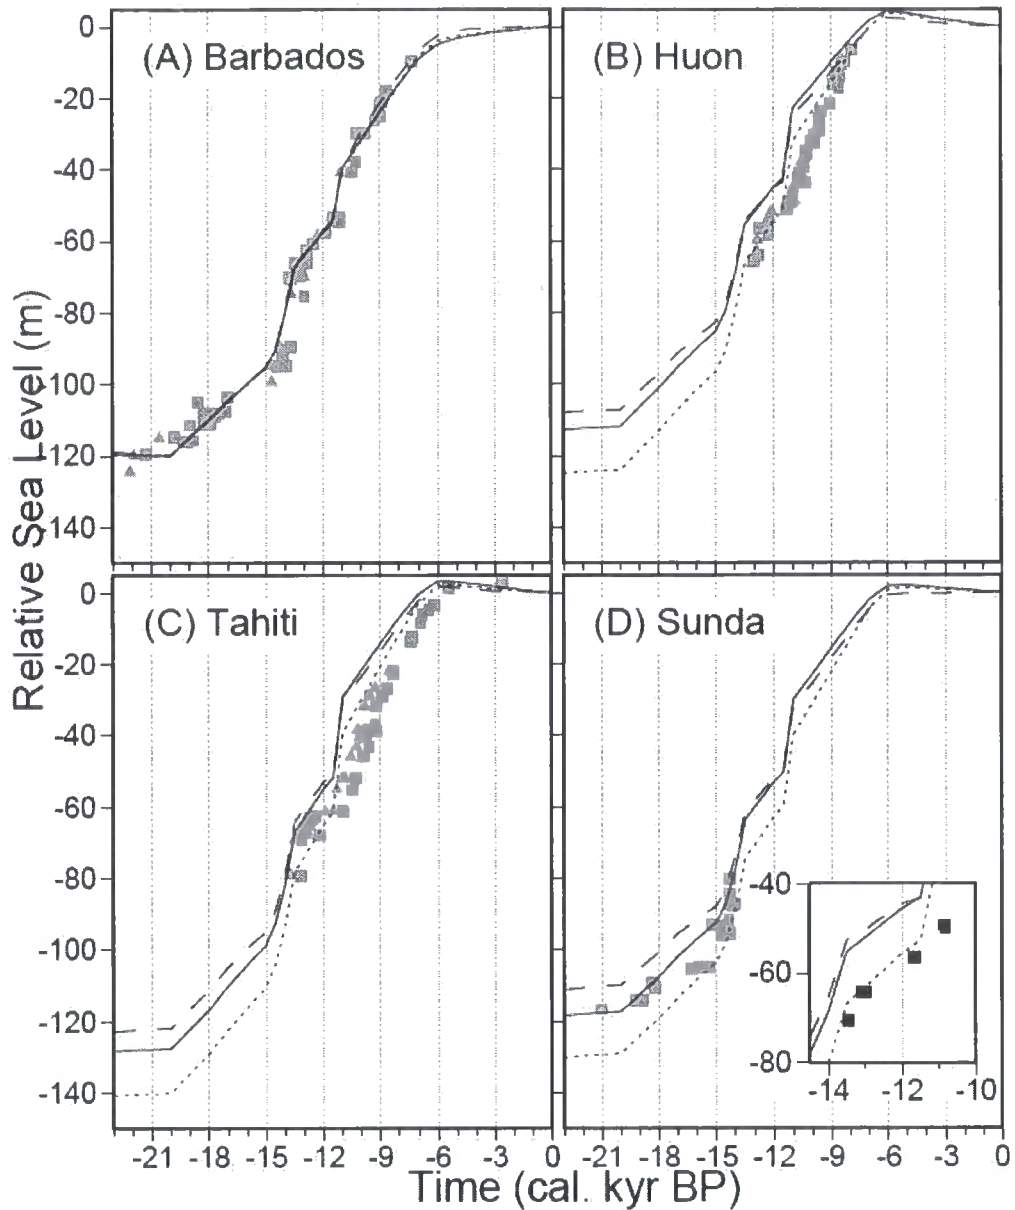 (A) Barbados
(B) Huon
0
-20
-40
-60
-80
-100
-120
-140
Relative Sea Level (m)
(C) Tahiti
(D) Sunda
0
-20
-40
-60
-80
-100
-120
-140
-40
-60
-80
-14 -12 -10
-21 -18 -15 -12 -9 -6 -3 0
-21 -18 -15 -12 -9 -6 -3 0
Time (cal. kyr BP)